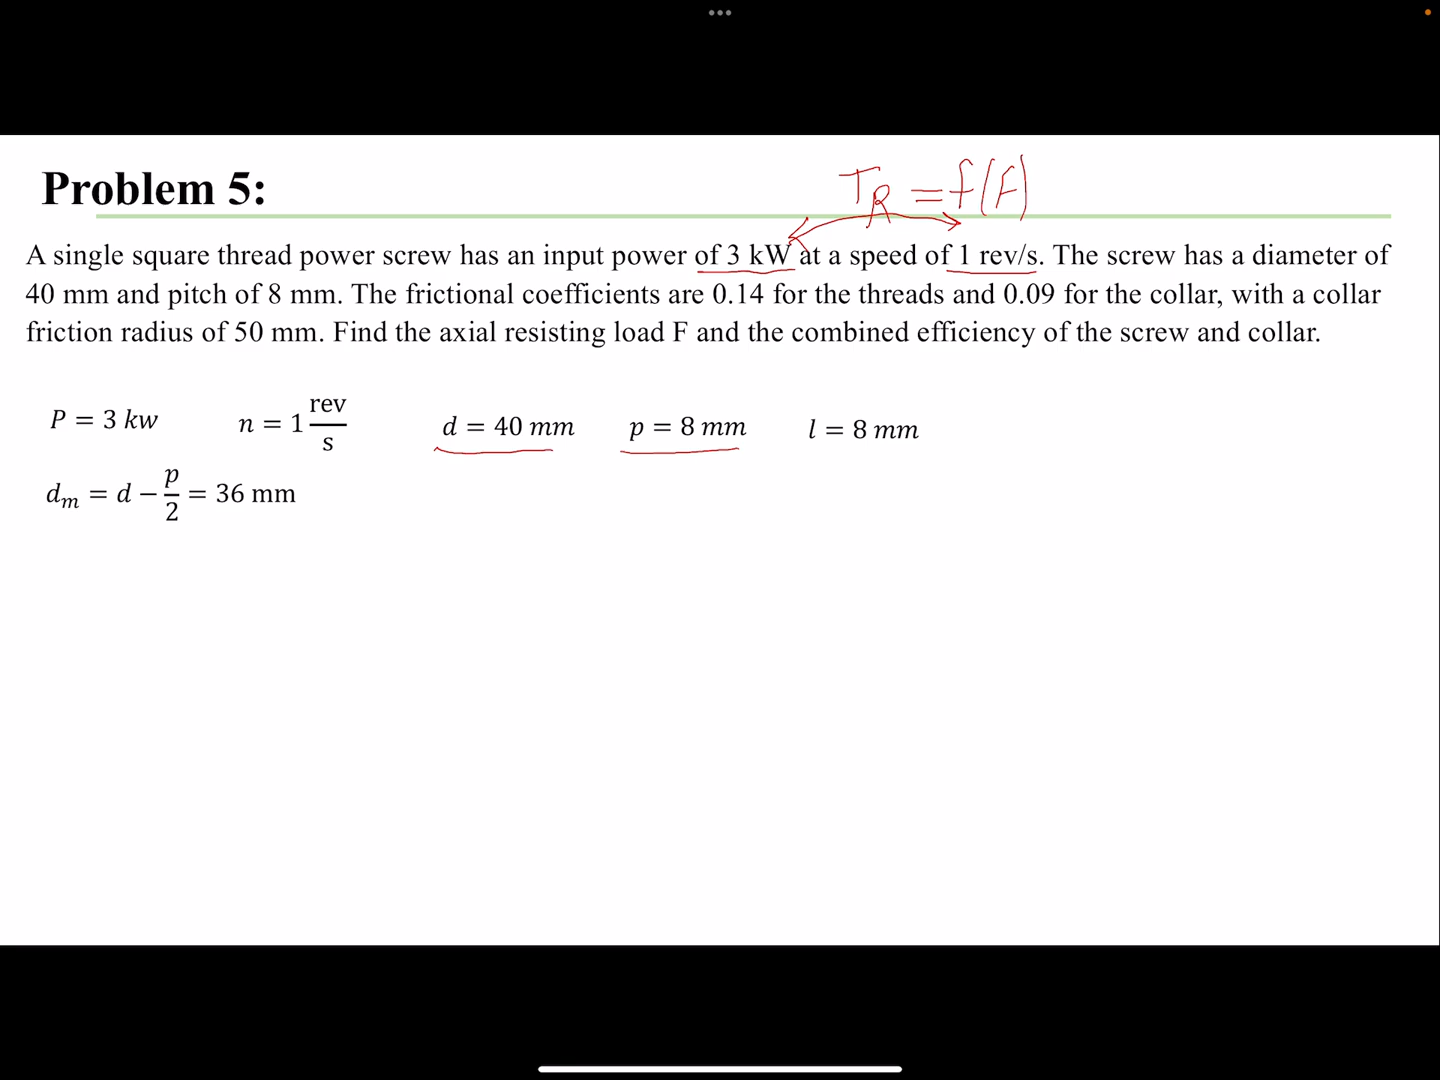 Problem 5:
T_R = f(F)
A single square thread power screw has an input power of 3 kW at a speed of 1 rev/s. The screw has a diameter of
40 mm and pitch of 8 mm. The frictional coefficients are 0.14 for the threads and 0.09 for the collar, with a collar
friction radius of 50 mm. Find the axial resisting load F and the combined efficiency of the screw and collar.
P = 3 kw n = 1 rev/s d = 40 mm p = 8 mm l = 8 mm
d_m = d − p/2 = 36 mm